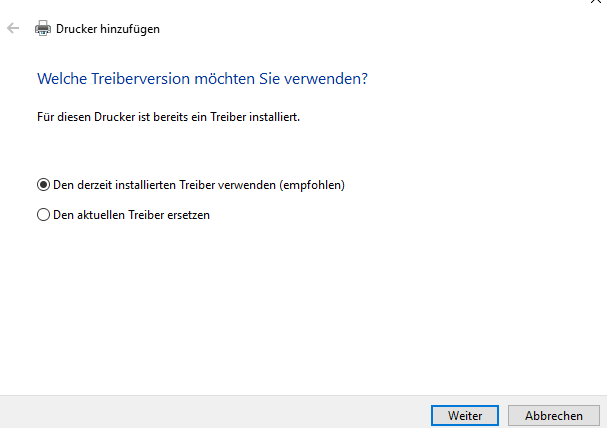 Drucker hinzufügen
Welche Treiberversion möchten Sie verwenden?
Für diesen Drucker ist bereits ein Treiber installiert.
Den derzeit installierten Treiber verwenden (empfohlen)
Den aktuellen Treiber ersetzen
Weiter
Abbrechen